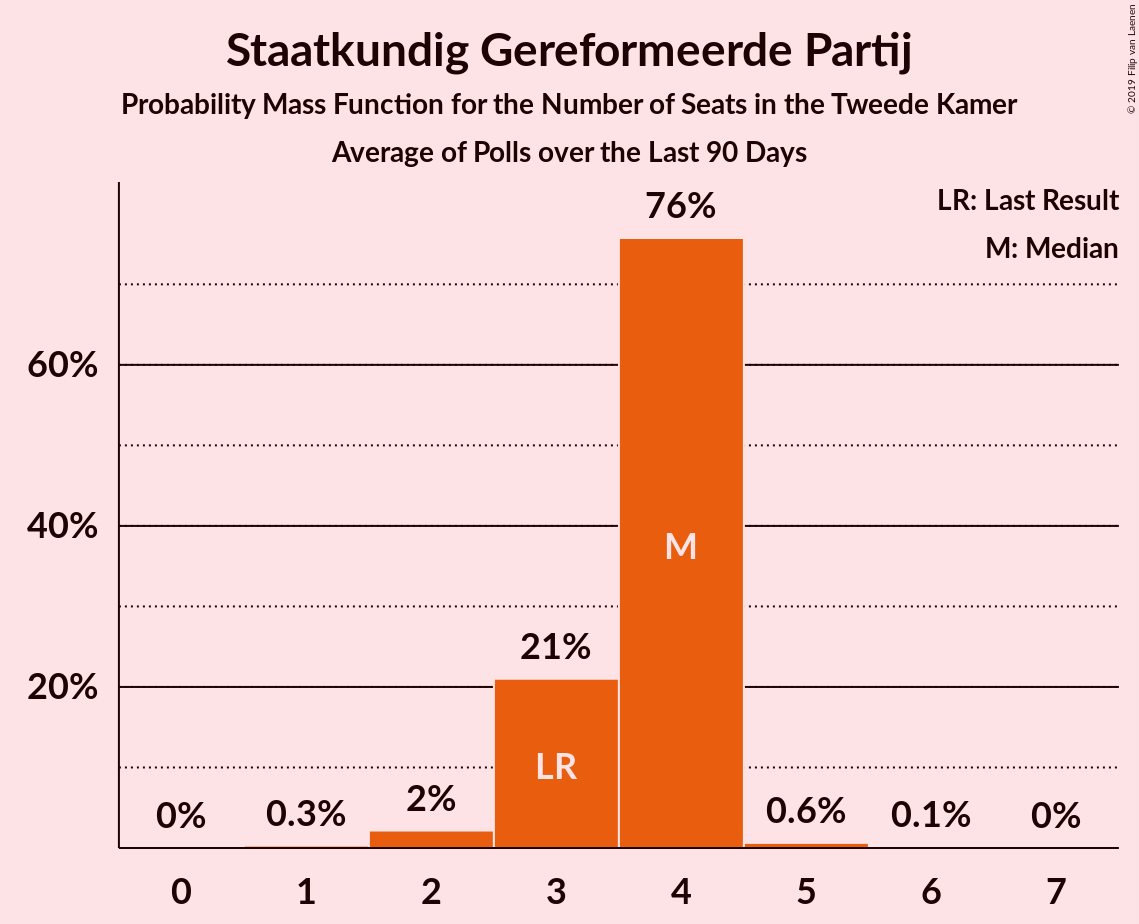 Staatkundig Gereformeerde Partij
Probability Mass Function for the Number of Seats in the Tweede Kamer
Average of Polls over the Last 90 Days
© 2019 Filip van Laenen
LR: Last Result
M: Median
76%
60%
40%
M
21%
20%
LR
0%
0.3%
2%
0.6%
0.1%
0%
0 1 2 3 4 5 6 7